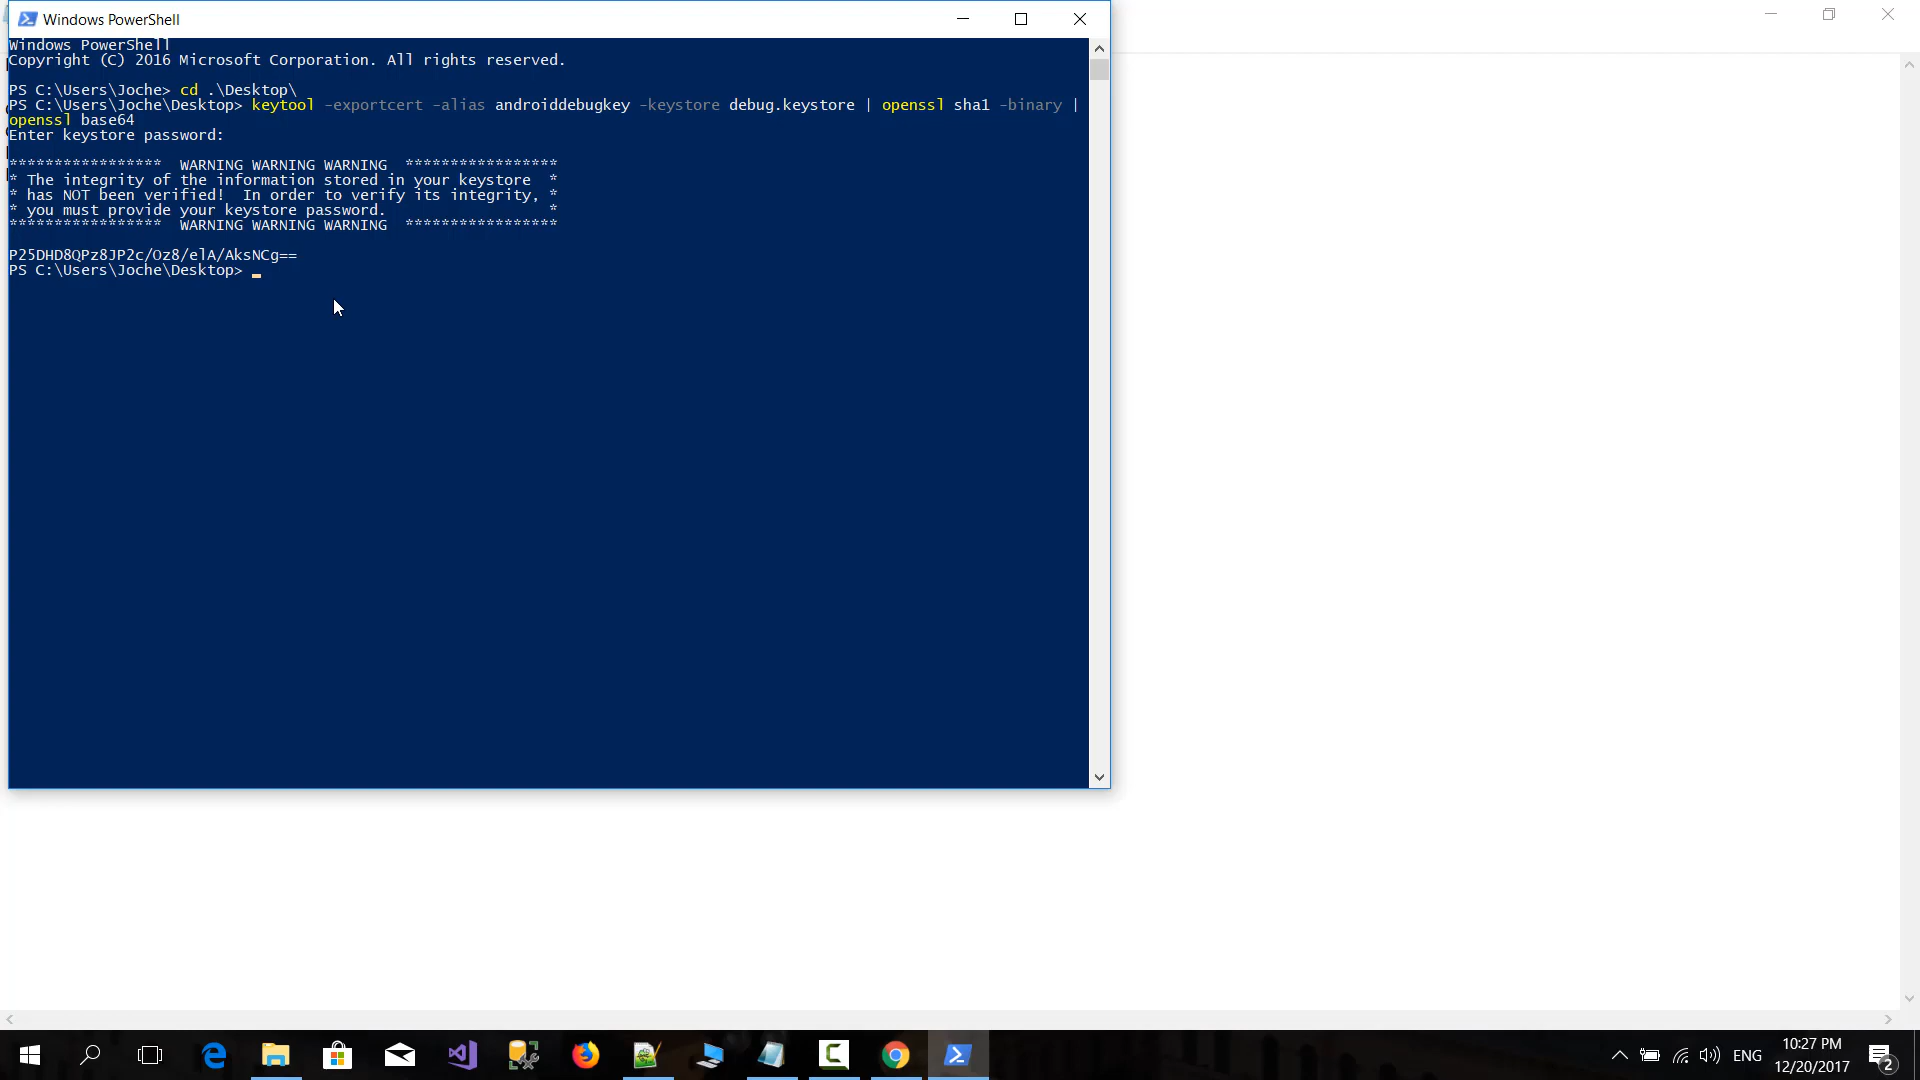 Windows PowerShell
Windows PowerShell
Copyright (C) 2016 Microsoft Corporation. All rights reserved.
PS C:\Users\Joche> cd .\Desktop\
PS C:\Users\Joche\Desktop> keytool -exportcert -alias androiddebugkey -keystore debug.keystore | openssl sha1 -binary |
openssl base64
Enter keystore password:
***************** WARNING WARNING WARNING *****************
* The integrity of the information stored in your keystore *
* has NOT been verified! In order to verify its integrity, *
* you must provide your keystore password. *
***************** WARNING WARNING WARNING *****************
P25DHD8QPz8JP2c/Oz8/elA/AksNCg==
PS C:\Users\Joche\Desktop>
ENG
10:27 PM
12/20/2017
2